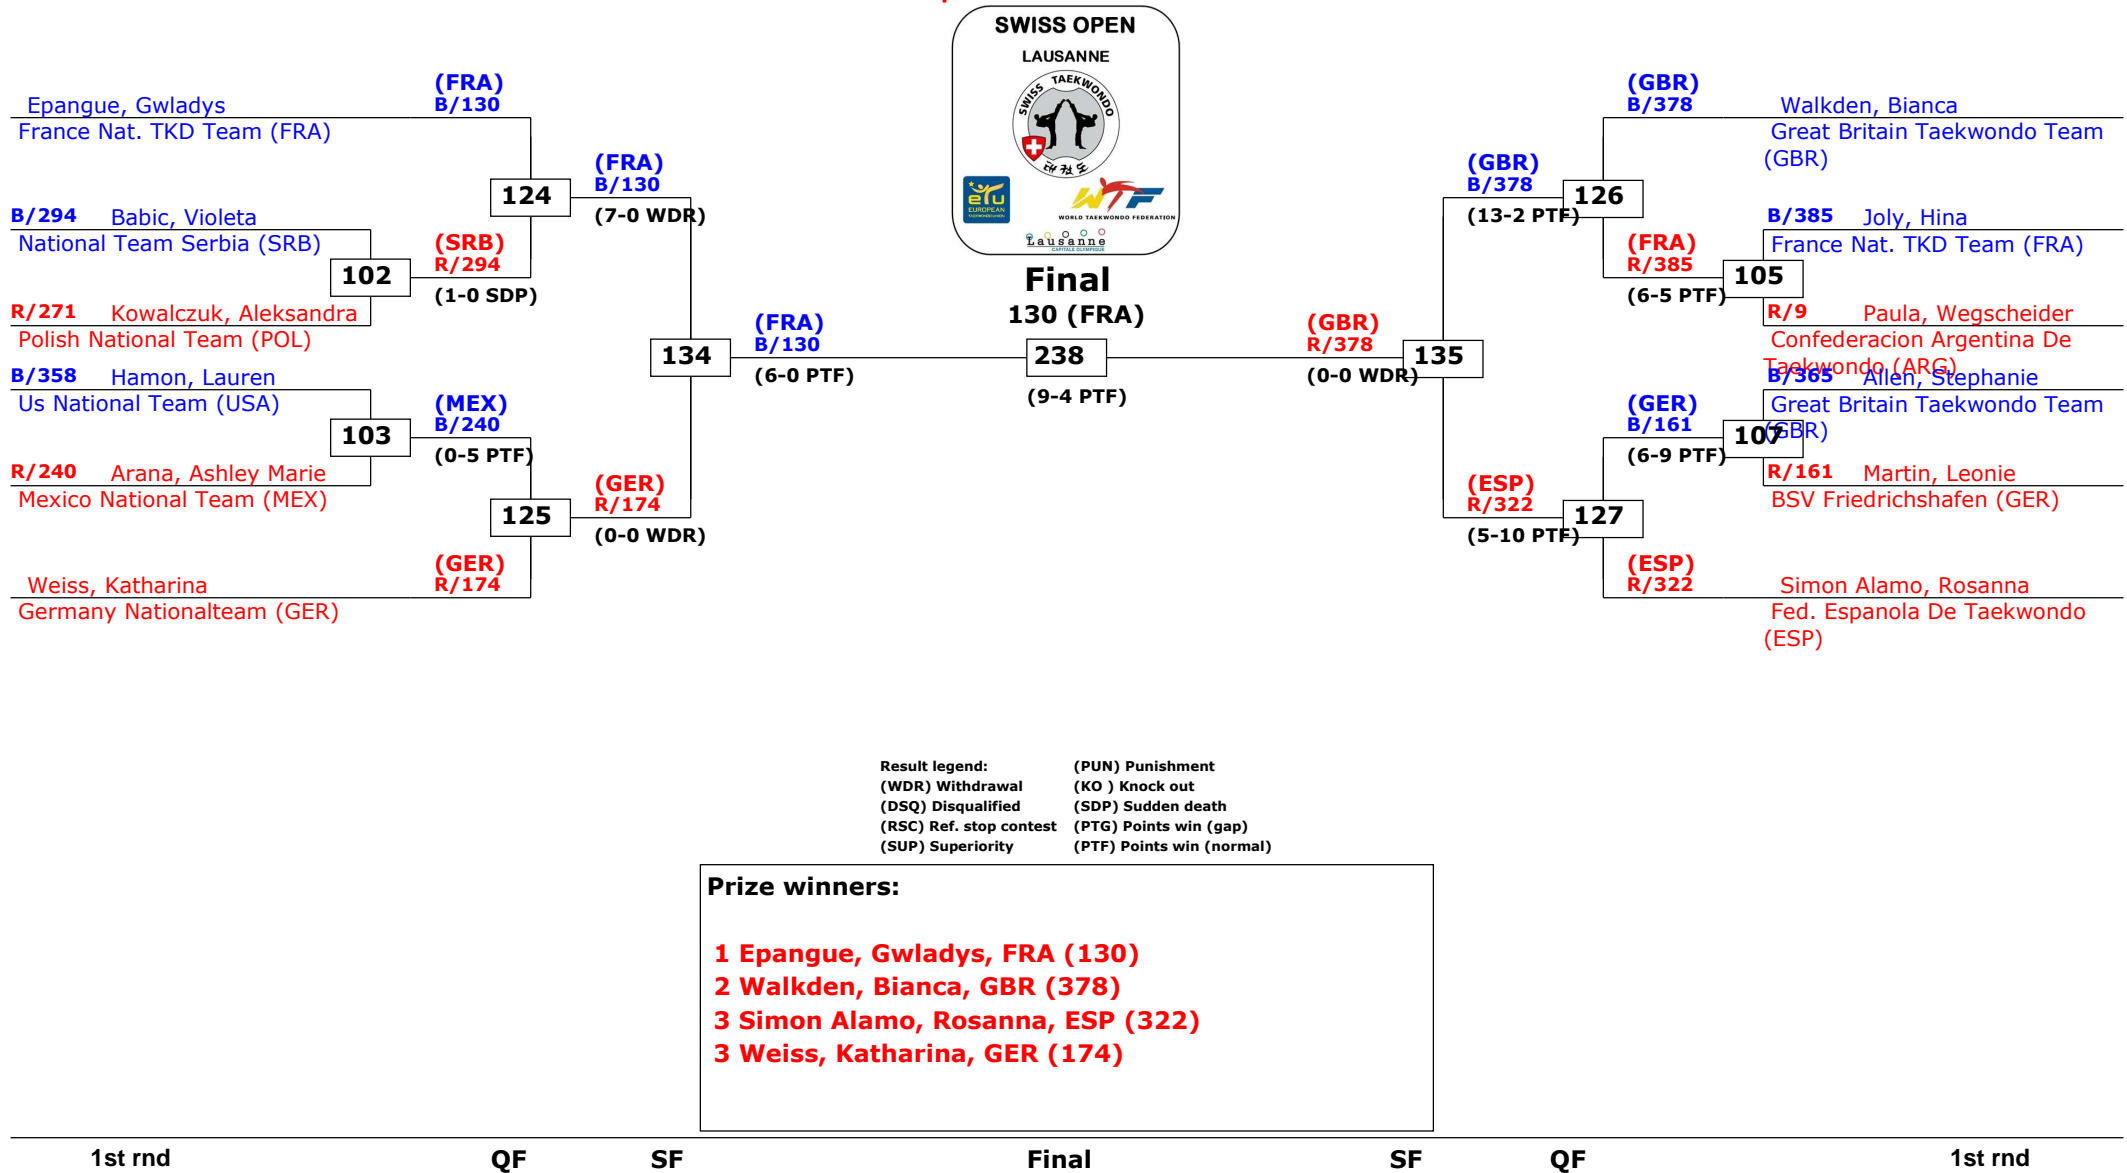 SWISS OPEN
LAUSANNE
SWISS TAEKWONDO
태권도
etu
EUROPEAN
TAEKWONDO UNION
WTF
WORLD TAEKWONDO FEDERATION
Lausanne
CAPITALE OLYMPIQUE
Final
130 (FRA)
238
(9-4 PTF)
Epangue, Gwladys
France Nat. TKD Team (FRA)
B/294 Babic, Violeta
National Team Serbia (SRB)
R/271 Kowalczuk, Aleksandra
Polish National Team (POL)
B/358 Hamon, Lauren
Us National Team (USA)
R/240 Arana, Ashley Marie
Mexico National Team (MEX)
Weiss, Katharina
Germany Nationalteam (GER)
102
103
(FRA)
B/130
(SRB)
R/294
(1-0 SDP)
(MEX)
B/240
(0-5 PTF)
(GER)
R/174
124
125
(FRA)
B/130
(7-0 WDR)
(GER)
R/174
(0-0 WDR)
134
(FRA)
B/130
(6-0 PTF)
(GBR)
R/378
(0-0 WDR)
135
(GBR)
B/378
(13-2 PTF)
(ESP)
R/322
(5-10 PTF)
126
127
(GBR)
B/378
(FRA)
R/385
(6-5 PTF)
(GER)
B/161
(6-9 PTF)
(ESP)
R/322
105
107
Walkden, Bianca
Great Britain Taekwondo Team
(GBR)
B/385 Joly, Hina
France Nat. TKD Team (FRA)
R/9 Paula, Wegscheider
Confederacion Argentina De
Taekwondo (ARG)
B/365 Allen, Stephanie
Great Britain Taekwondo Team
(GBR)
R/161 Martin, Leonie
BSV Friedrichshafen (GER)
Simon Alamo, Rosanna
Fed. Espanola De Taekwondo
(ESP)
Result legend: (PUN) Punishment
(WDR) Withdrawal (KO ) Knock out
(DSQ) Disqualified (SDP) Sudden death
(RSC) Ref. stop contest (PTG) Points win (gap)
(SUP) Superiority (PTF) Points win (normal)
Prize winners:
1 Epangue, Gwladys, FRA (130)
2 Walkden, Bianca, GBR (378)
3 Simon Alamo, Rosanna, ESP (322)
3 Weiss, Katharina, GER (174)
1st rnd QF SF Final SF QF 1st rnd